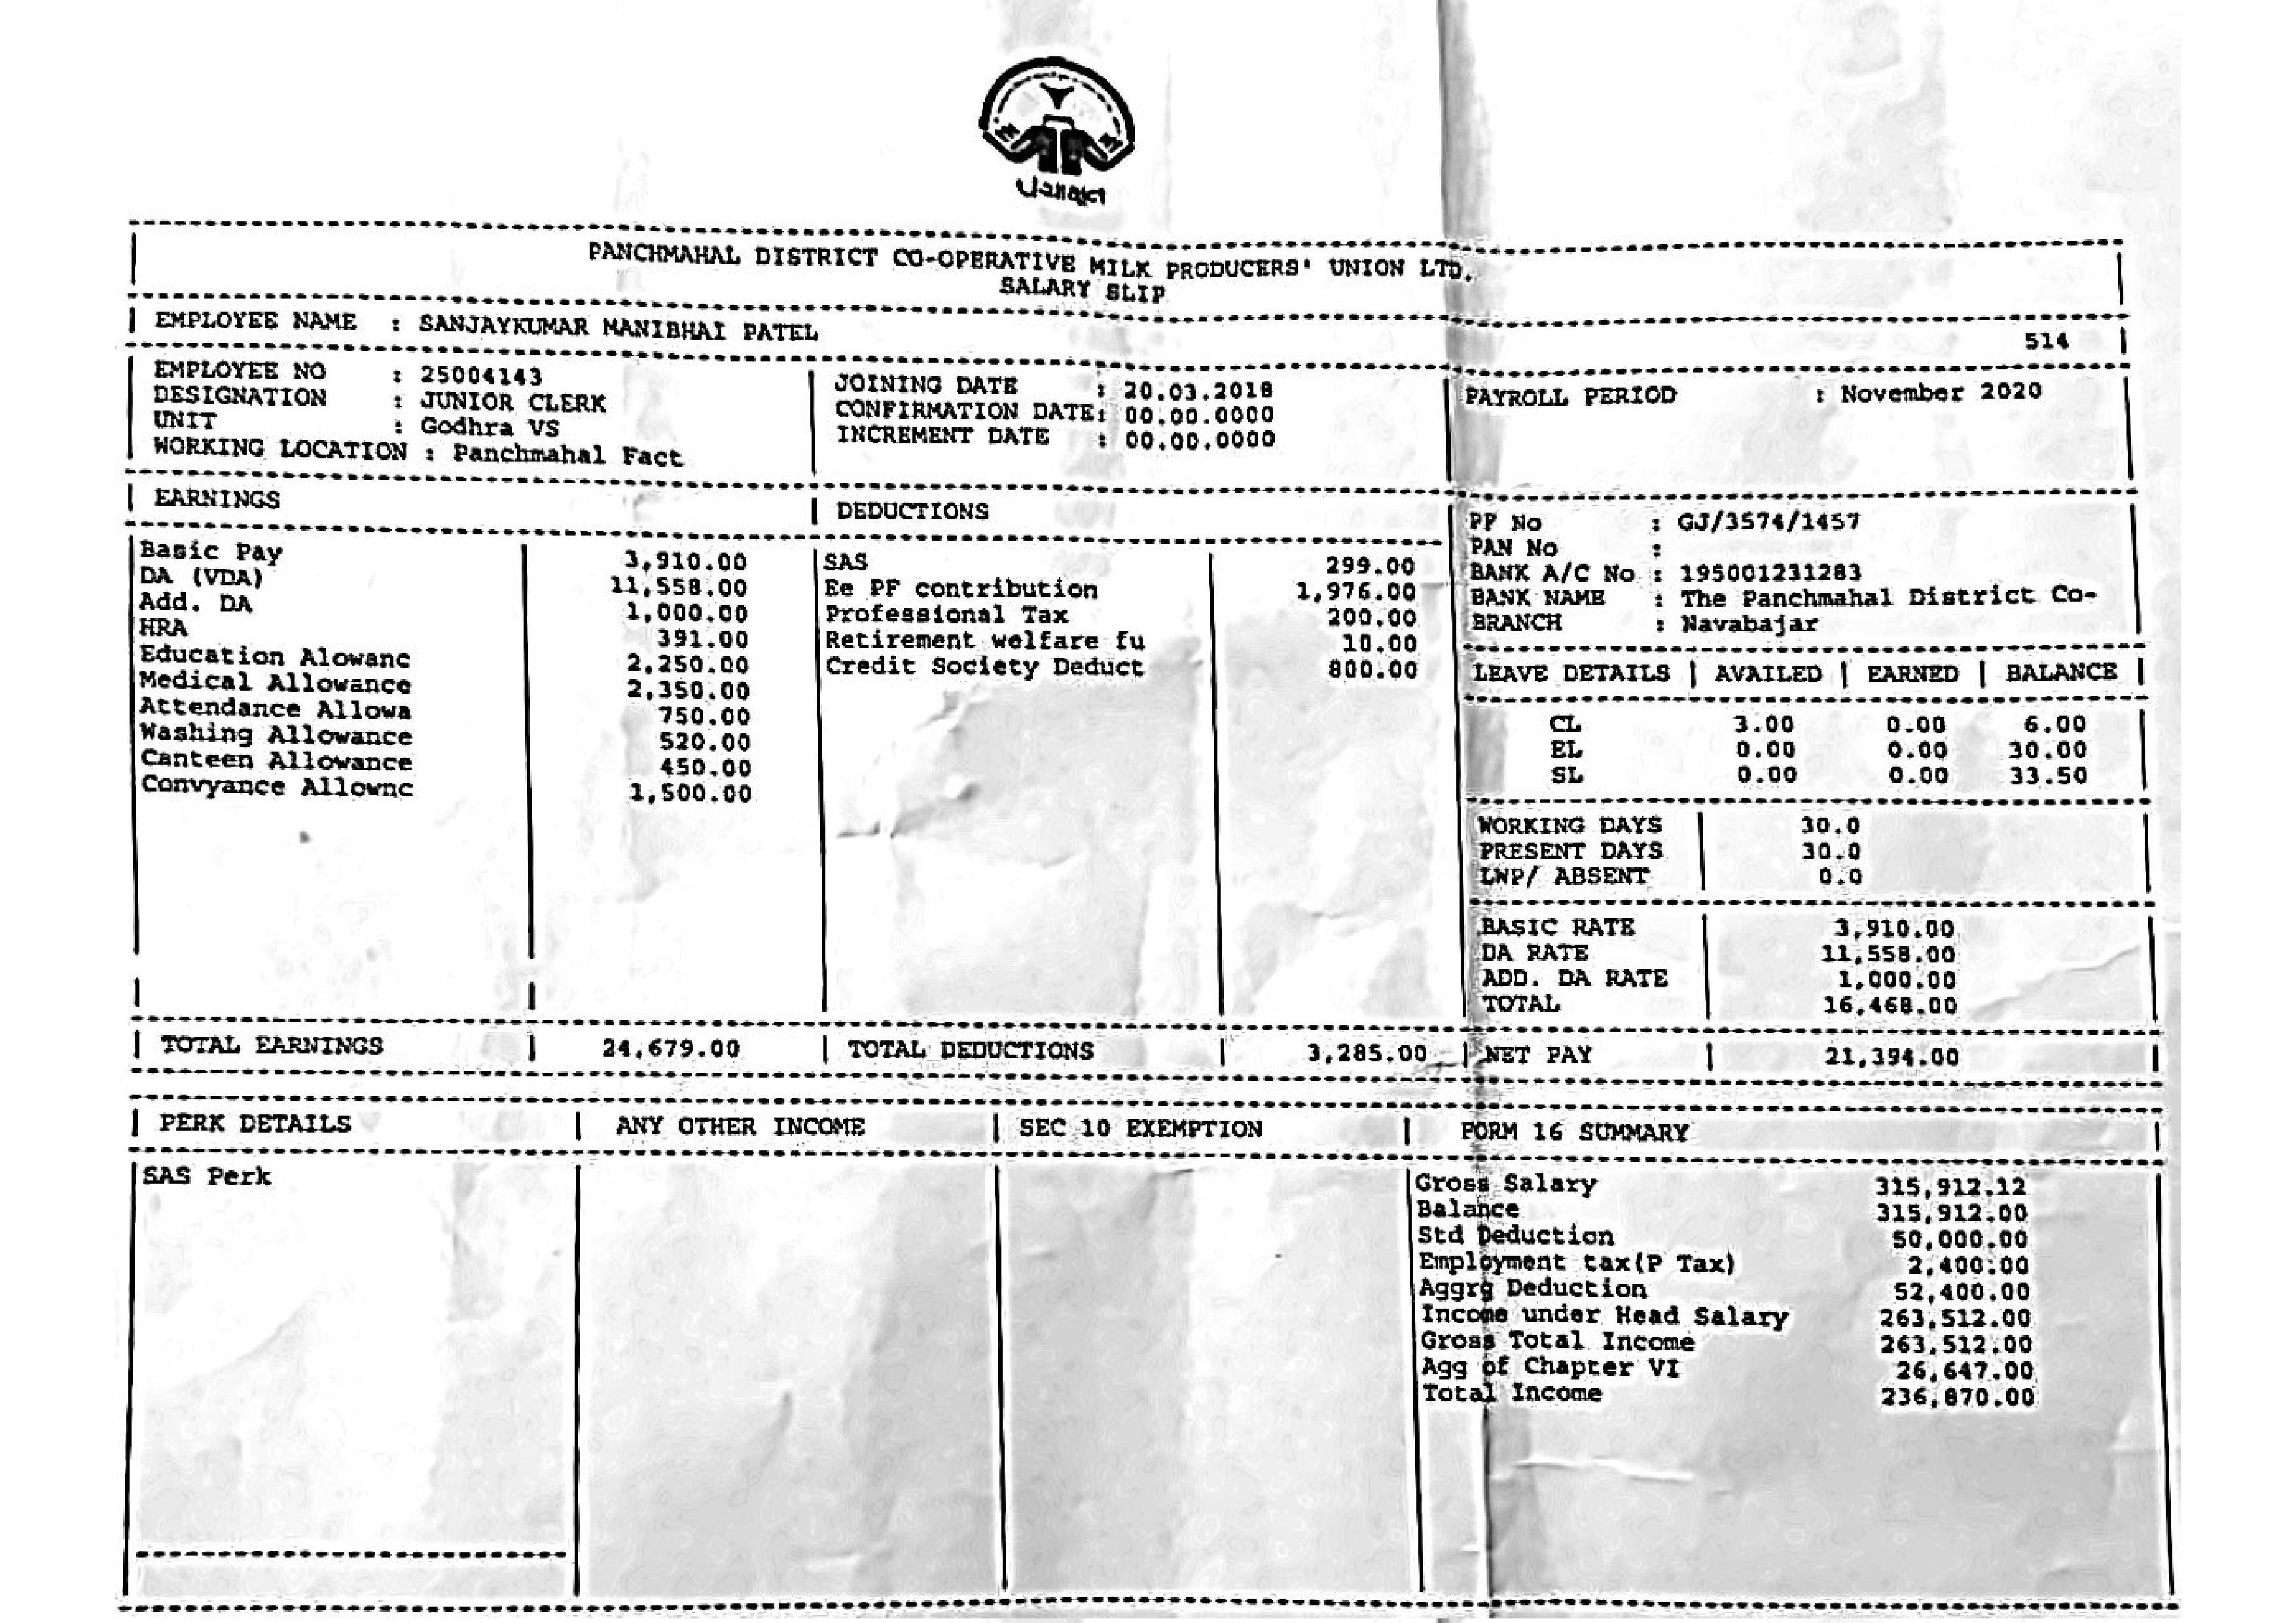 પંચામૃત
PANCHMAHAL DISTRICT CO-OPERATIVE MILK PRODUCERS' UNION LTD.
SALARY SLIP
EMPLOYEE NAME : SANJAYKUMAR MANIBHAI PATEL 514
EMPLOYEE NO : 25004143
DESIGNATION : JUNIOR CLERK
UNIT : Godhra VS
WORKING LOCATION : Panchmahal Fact
JOINING DATE : 20.03.2018
CONFIRMATION DATE: 00.00.0000
INCREMENT DATE : 00.00.0000
PAYROLL PERIOD : November 2020
EARNINGS
Basic Pay 3,910.00
DA (VDA) 11,558.00
Add. DA 1,000.00
HRA 391.00
Education Alowanc 2,250.00
Medical Allowance 2,350.00
Attendance Allowa 750.00
Washing Allowance 520.00
Canteen Allowance 450.00
Convyance Allownc 1,500.00
DEDUCTIONS
SAS 299.00
Ee PF contribution 1,976.00
Professional Tax 200.00
Retirement welfare fu 10.00
Credit Society Deduct 800.00
PF No : GJ/3574/1457
PAN No :
BANK A/C No : 195001231283
BANK NAME : The Panchmahal District Co-
BRANCH : Navabajar
LEAVE DETAILS | AVAILED | EARNED | BALANCE
CL 3.00 0.00 6.00
EL 0.00 0.00 30.00
SL 0.00 0.00 33.50
WORKING DAYS 30.0
PRESENT DAYS 30.0
LWP/ ABSENT 0.0
BASIC RATE 3,910.00
DA RATE 11,558.00
ADD. DA RATE 1,000.00
TOTAL 16,468.00
TOTAL EARNINGS 24,679.00 TOTAL DEDUCTIONS 3,285.00 NET PAY 21,394.00
PERK DETAILS ANY OTHER INCOME SEC 10 EXEMPTION FORM 16 SUMMARY
SAS Perk
Gross Salary 315,912.12
Balance 315,912.00
Std Deduction 50,000.00
Employment tax(P Tax) 2,400.00
Aggrg Deduction 52,400.00
Income under Head Salary 263,512.00
Gross Total Income 263,512.00
Agg of Chapter VI 26,647.00
Total Income 236,870.00